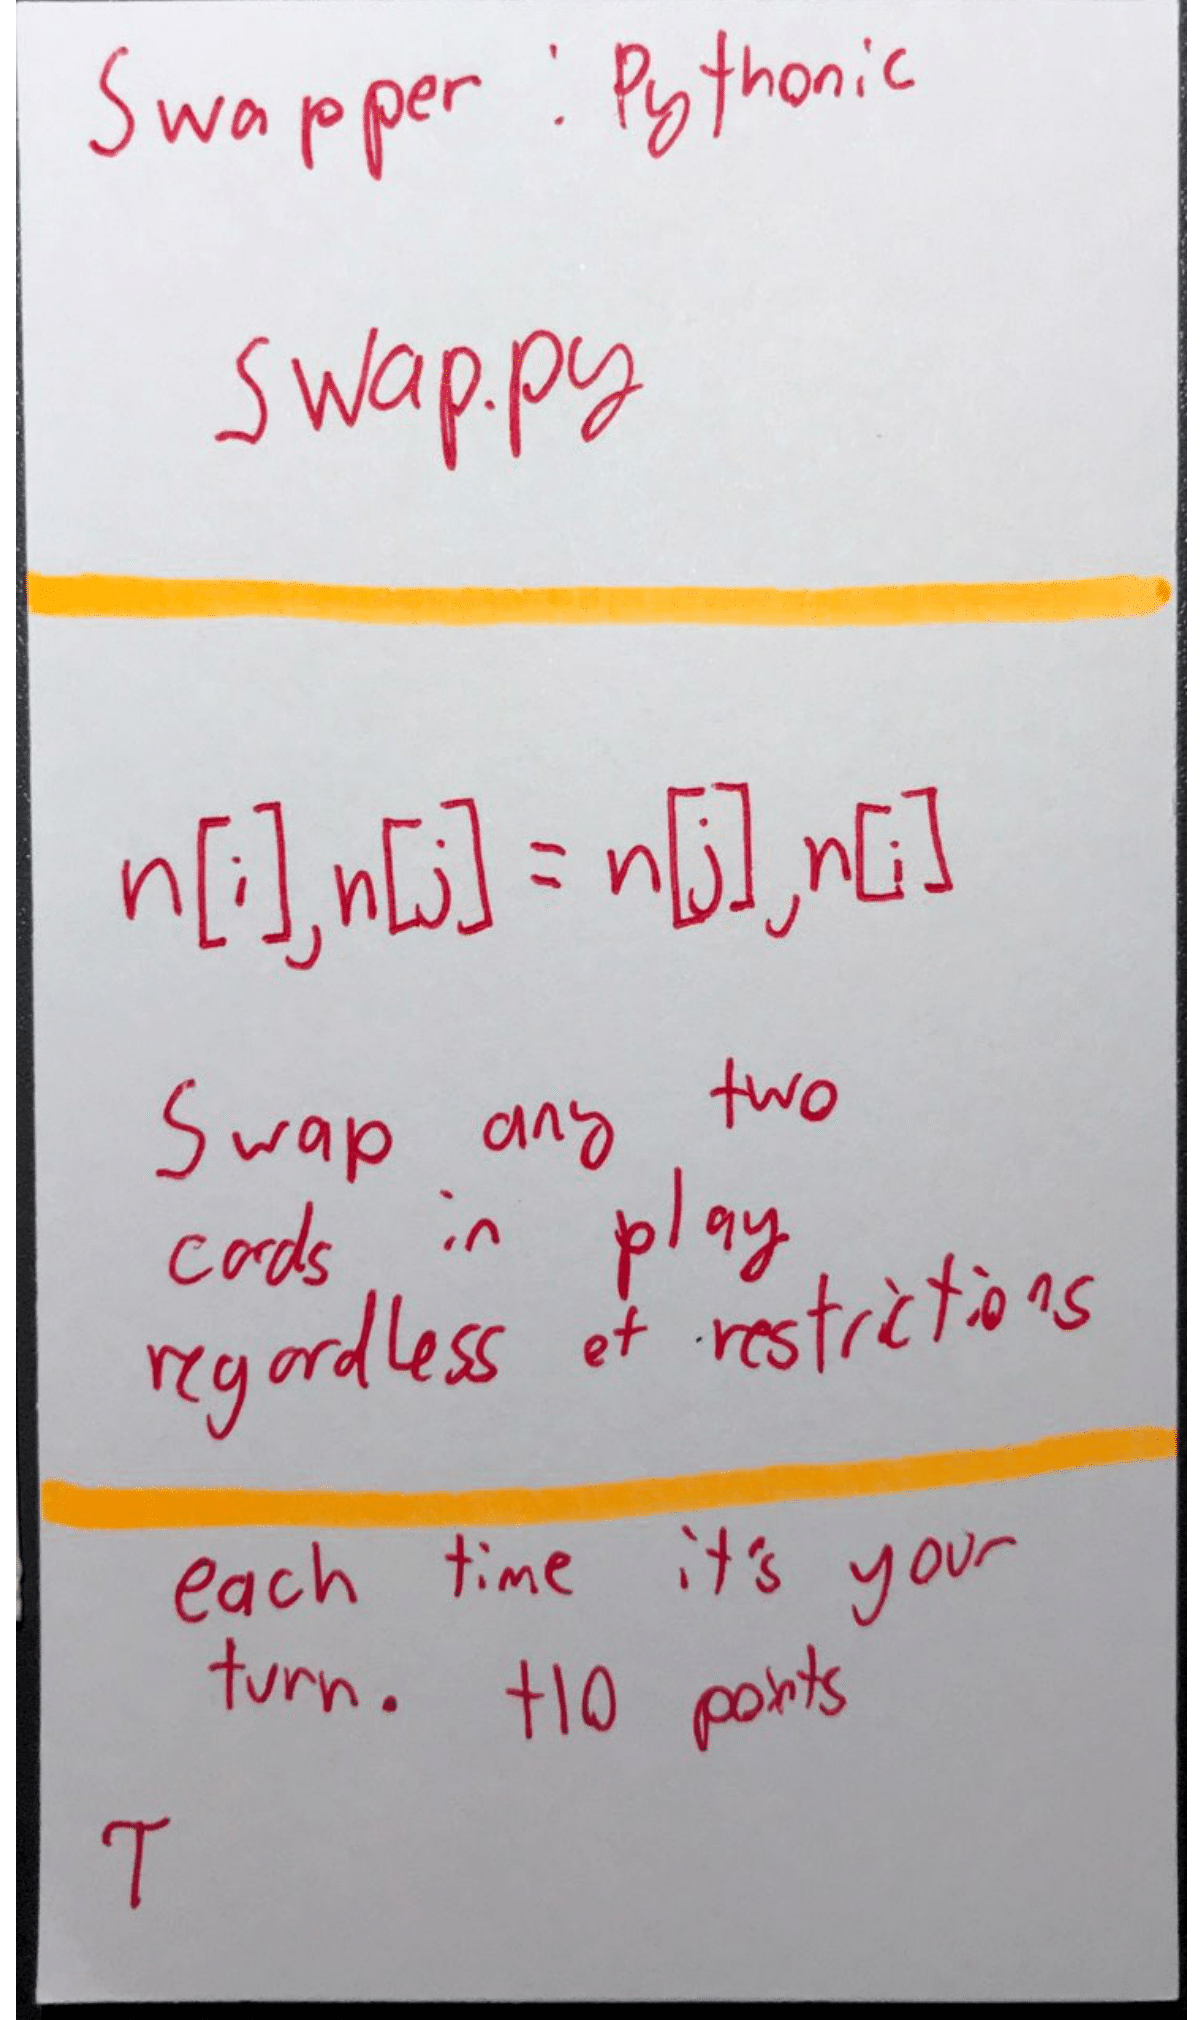 Swapper : Pythonic
swap.py
n[i],n[j] = n[j],n[i]
Swap any two
cards in play
regardless of restrictions
each time it's your
turn. +10 points
T